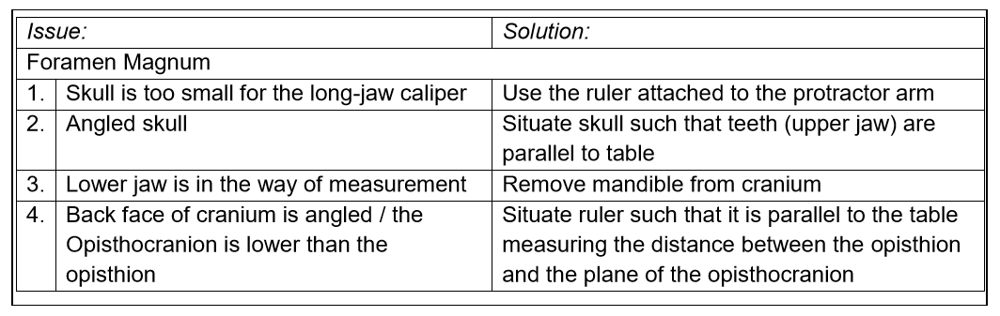 Issue: Solution:
Foramen Magnum
1. Skull is too small for the long-jaw caliper Use the ruler attached to the protractor arm
2. Angled skull Situate skull such that teeth (upper jaw) are
parallel to table
3. Lower jaw is in the way of measurement Remove mandible from cranium
4. Back face of cranium is angled / the Situate ruler such that it is parallel to the table
Opisthocranion is lower than the measuring the distance between the opisthion
opisthion and the plane of the opisthocranion